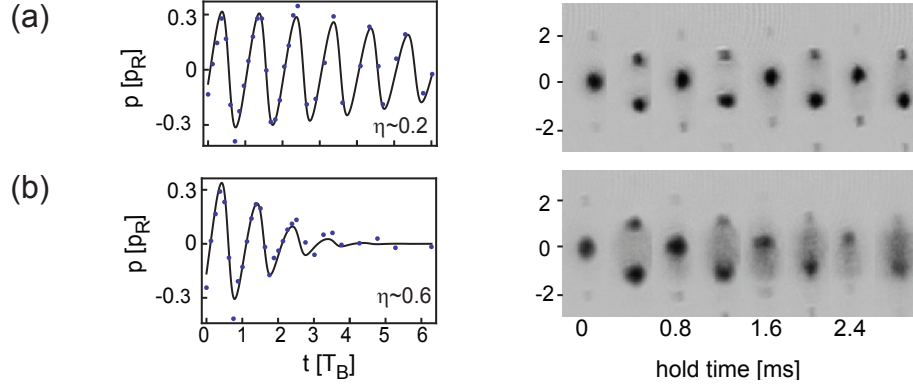 (a)
p [pR]
0.3
0
-0.3
η~0.2
2
0
-2
(b)
p [pR]
0.3
0
-0.3
η~0.6
0 1 2 3 4 5 6
t [TB]
2
0
-2
0 0.8 1.6 2.4
hold time [ms]